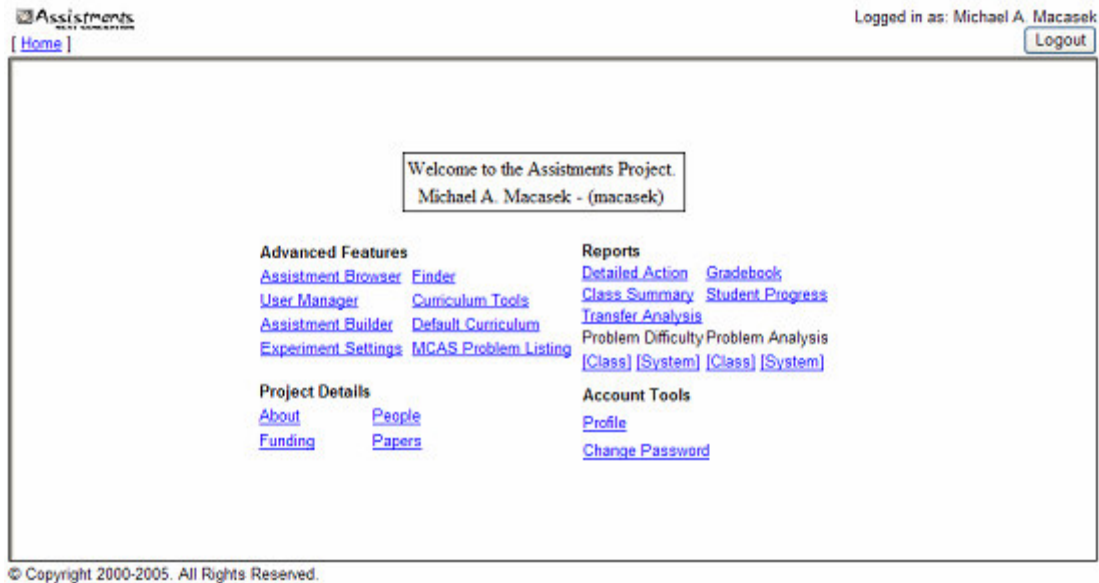 Assistments
NEXT GENERATION
Logged in as: Michael A. Macasek
[ Home ]
Logout
Welcome to the Assistments Project.
Michael A. Macasek - (macasek)
Advanced Features
Assistment Browser Finder
User Manager Curriculum Tools
Assistment Builder Default Curriculum
Experiment Settings MCAS Problem Listing
Reports
Detailed Action Gradebook
Class Summary Student Progress
Transfer Analysis
Problem Difficulty Problem Analysis
[Class] [System] [Class] [System]
Project Details
About People
Funding Papers
Account Tools
Profile
Change Password
© Copyright 2000-2005. All Rights Reserved.